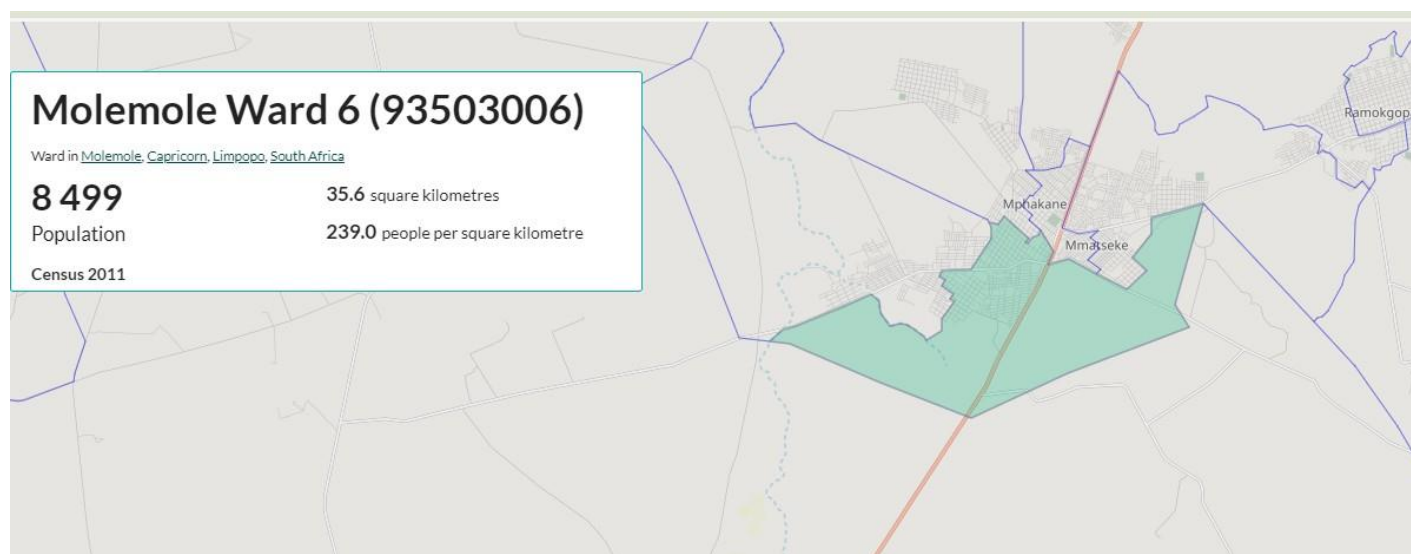 Molemole Ward 6 (93503006)
Ward in Molemole, Capricorn, Limpopo, South Africa
8 499
Population
35.6 square kilometres
239.0 people per square kilometre
Census 2011
Ramokgop
Mphakane
Mmatseke